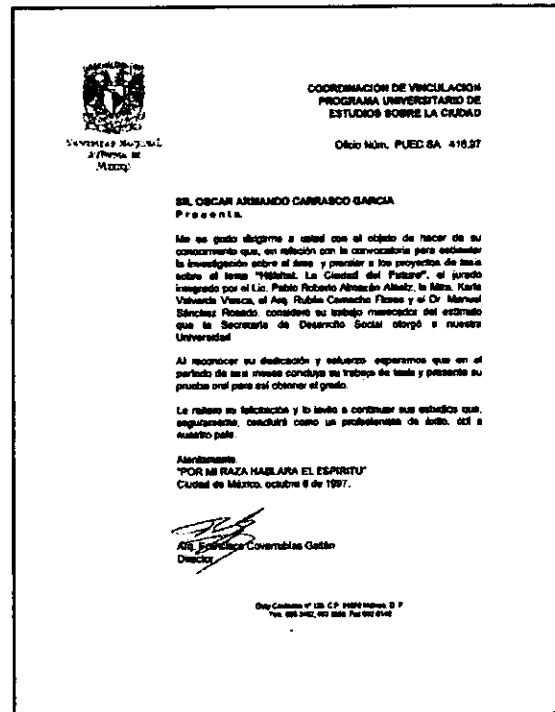 COORDINACION DE VINCULACION
PROGRAMA UNIVERSITARIO DE
ESTUDIOS SOBRE LA CIUDAD
Universidad Nacional
Autónoma de
México
Oficio Núm. PUEC SA 416.97
SR. OSCAR ARMANDO CARRASCO GARCIA
Presente
Me es grato dirigirme a usted con el objeto de hacer de su
conocimiento que, en relación con la convocatoria para estimular
la investigación sobre el área y premiar a los proyectos de tesis
sobre el tema "Hábitat. La Ciudad del Futuro", el jurado
integrado por el Lic. Pablo Roberto Almazán la Mtra. Karla
Valverde Viesca, el Arq. Rubén Camacho Flores y el Dr. Manuel
Sánchez Rosado, consideró su trabajo merecedor del estímulo
que la Secretaría de Desarrollo Social otorgó a nuestra
Universidad
Al reconocer su dedicación y esfuerzo esperamos que en el
período de seis meses concluya su trabajo de tesis y presente su
prueba oral para así obtener el grado.
Le reitero mi felicitación y lo invito a continuar sus estudios que,
seguramente, concluirá como un profesionista de éxito, útil a
nuestro país.
Atentamente
"POR MI RAZA HABLARA EL ESPIRITU"
Ciudad de México, octubre 6 de 1997.
Arq. Francisco Covarrubias Gaitán
Director